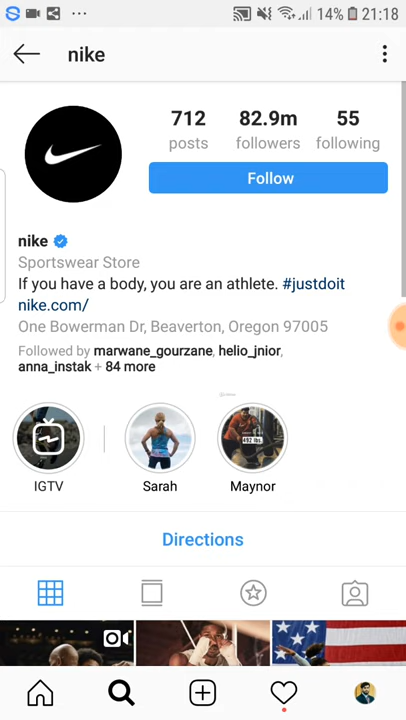 14% 21:18
nike
712 82.9m 55
posts followers following
Follow
nike
Sportswear Store
If you have a body, you are an athlete. #justdoit
nike.com/
One Bowerman Dr, Beaverton, Oregon 97005
Followed by marwane_gourzane, helio_jnior,
anna_instak + 84 more
492 lbs.
IGTV Sarah Maynor
Directions